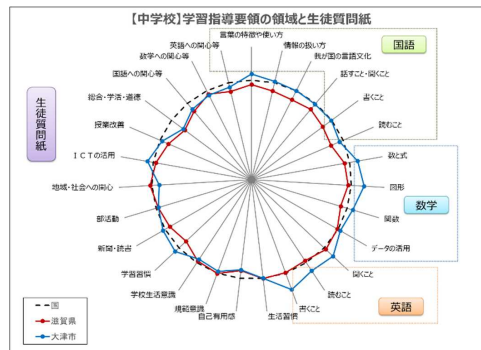 【中学校】学習指導要領の領域と生徒質問紙
言葉の特徴や使い方
情報の扱い方
我が国の言語文化
話すこと・聞くこと
書くこと
読むこと
国語
数と式
図形
関数
データの活用
数学
聞くこと
読むこと
書くこと
英語
生活習慣
自己有用感
規範意識
学校生活意識
学習習慣
新聞・読書
部活動
地域・社会への関心
ICTの活用
授業改善
総合・学活・道徳
国語への関心等
数学への関心等
英語への関心等
生徒質問紙
国
滋賀県
大津市